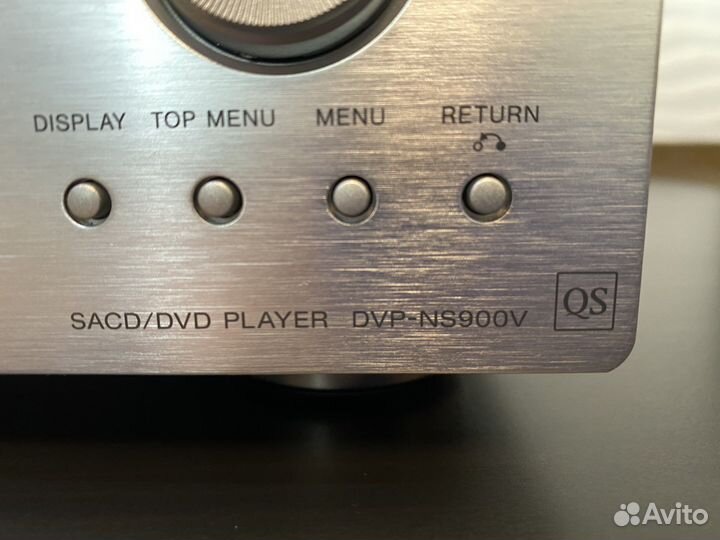 DISPLAY TOP MENU MENU RETURN
SACD/DVD PLAYER DVP-NS900V QS
Avito